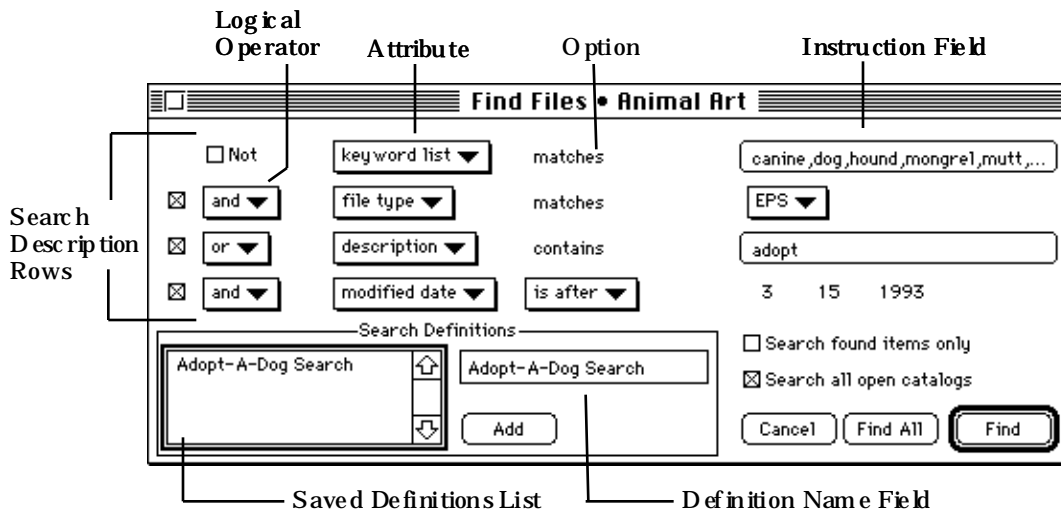 Logical
Operator
Attribute
Option
Instruction Field
Find Files • Animal Art
Not
keyword list
matches
canine,dog,hound,mongrel,mutt,...
and
file type
matches
EPS
Search
Description
Rows
or
description
contains
adopt
and
modified date
is after
3 15 1993
Search Definitions
Adopt-A-Dog Search
Adopt-A-Dog Search
Add
Search found items only
Search all open catalogs
Cancel
Find All
Find
Saved Definitions List
Definition Name Field